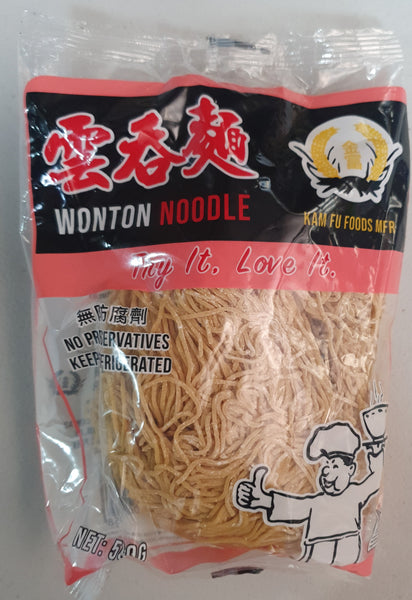 雲吞麵
WONTON NOODLE
KAM FU FOODS MFR
Try It. Love It.
無防腐劑
NO PRESERVATIVES
KEEP REFRIGERATED
NET: